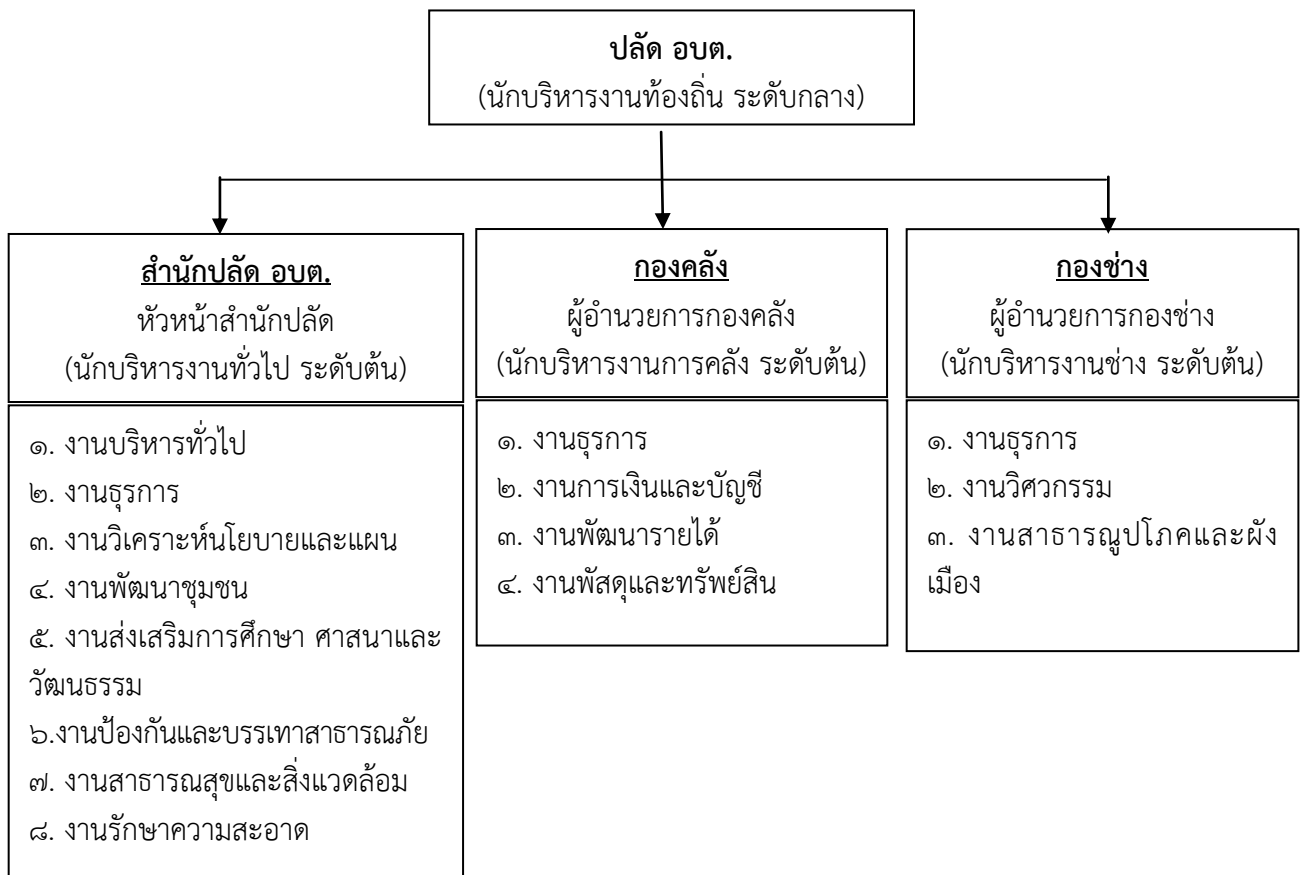 ปลัด อบต.
(นักบริหารงานท้องถิ่น ระดับกลาง)
สำนักปลัด อบต.
หัวหน้าสำนักปลัด
(นักบริหารงานทั่วไป ระดับต้น)
๑. งานบริหารทั่วไป
๒. งานธุรการ
๓. งานวิเคราะห์นโยบายและแผน
๔. งานพัฒนาชุมชน
๕. งานส่งเสริมการศึกษา ศาสนาและ
วัฒนธรรม
๖.งานป้องกันและบรรเทาสาธารณภัย
๗. งานสาธารณสุขและสิ่งแวดล้อม
๘. งานรักษาความสะอาด
กองคลัง
ผู้อำนวยการกองคลัง
(นักบริหารงานการคลัง ระดับต้น)
๑. งานธุรการ
๒. งานการเงินและบัญชี
๓. งานพัฒนารายได้
๔. งานพัสดุและทรัพย์สิน
กองช่าง
ผู้อำนวยการกองช่าง
(นักบริหารงานช่าง ระดับต้น)
๑. งานธุรการ
๒. งานวิศวกรรม
๓. งานสาธารณูปโภคและผัง
เมือง